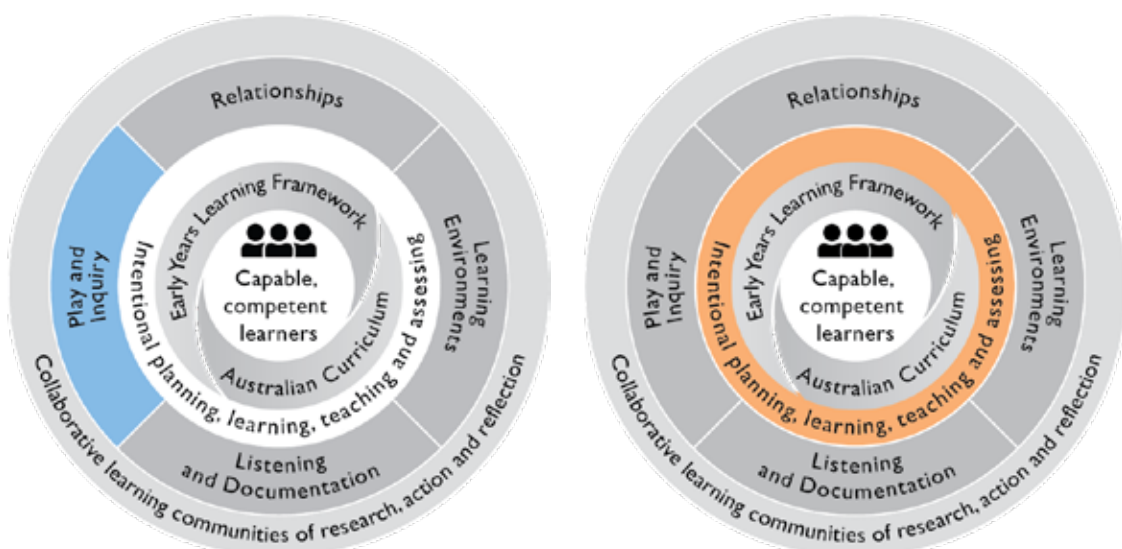 Relationships
Play and
Inquiry
Early Years Learning Framework
Capable,
competent
learners
Australian Curriculum
Intentional planning, learning, teaching and assessing
Learning
Environments
Listening
and Documentation
Collaborative learning communities of research, action and reflection
Relationships
Play and
Inquiry
Early Years Learning Framework
Capable,
competent
learners
Australian Curriculum
Intentional planning, learning, teaching and assessing
Learning
Environments
Listening
and Documentation
Collaborative learning communities of research, action and reflection